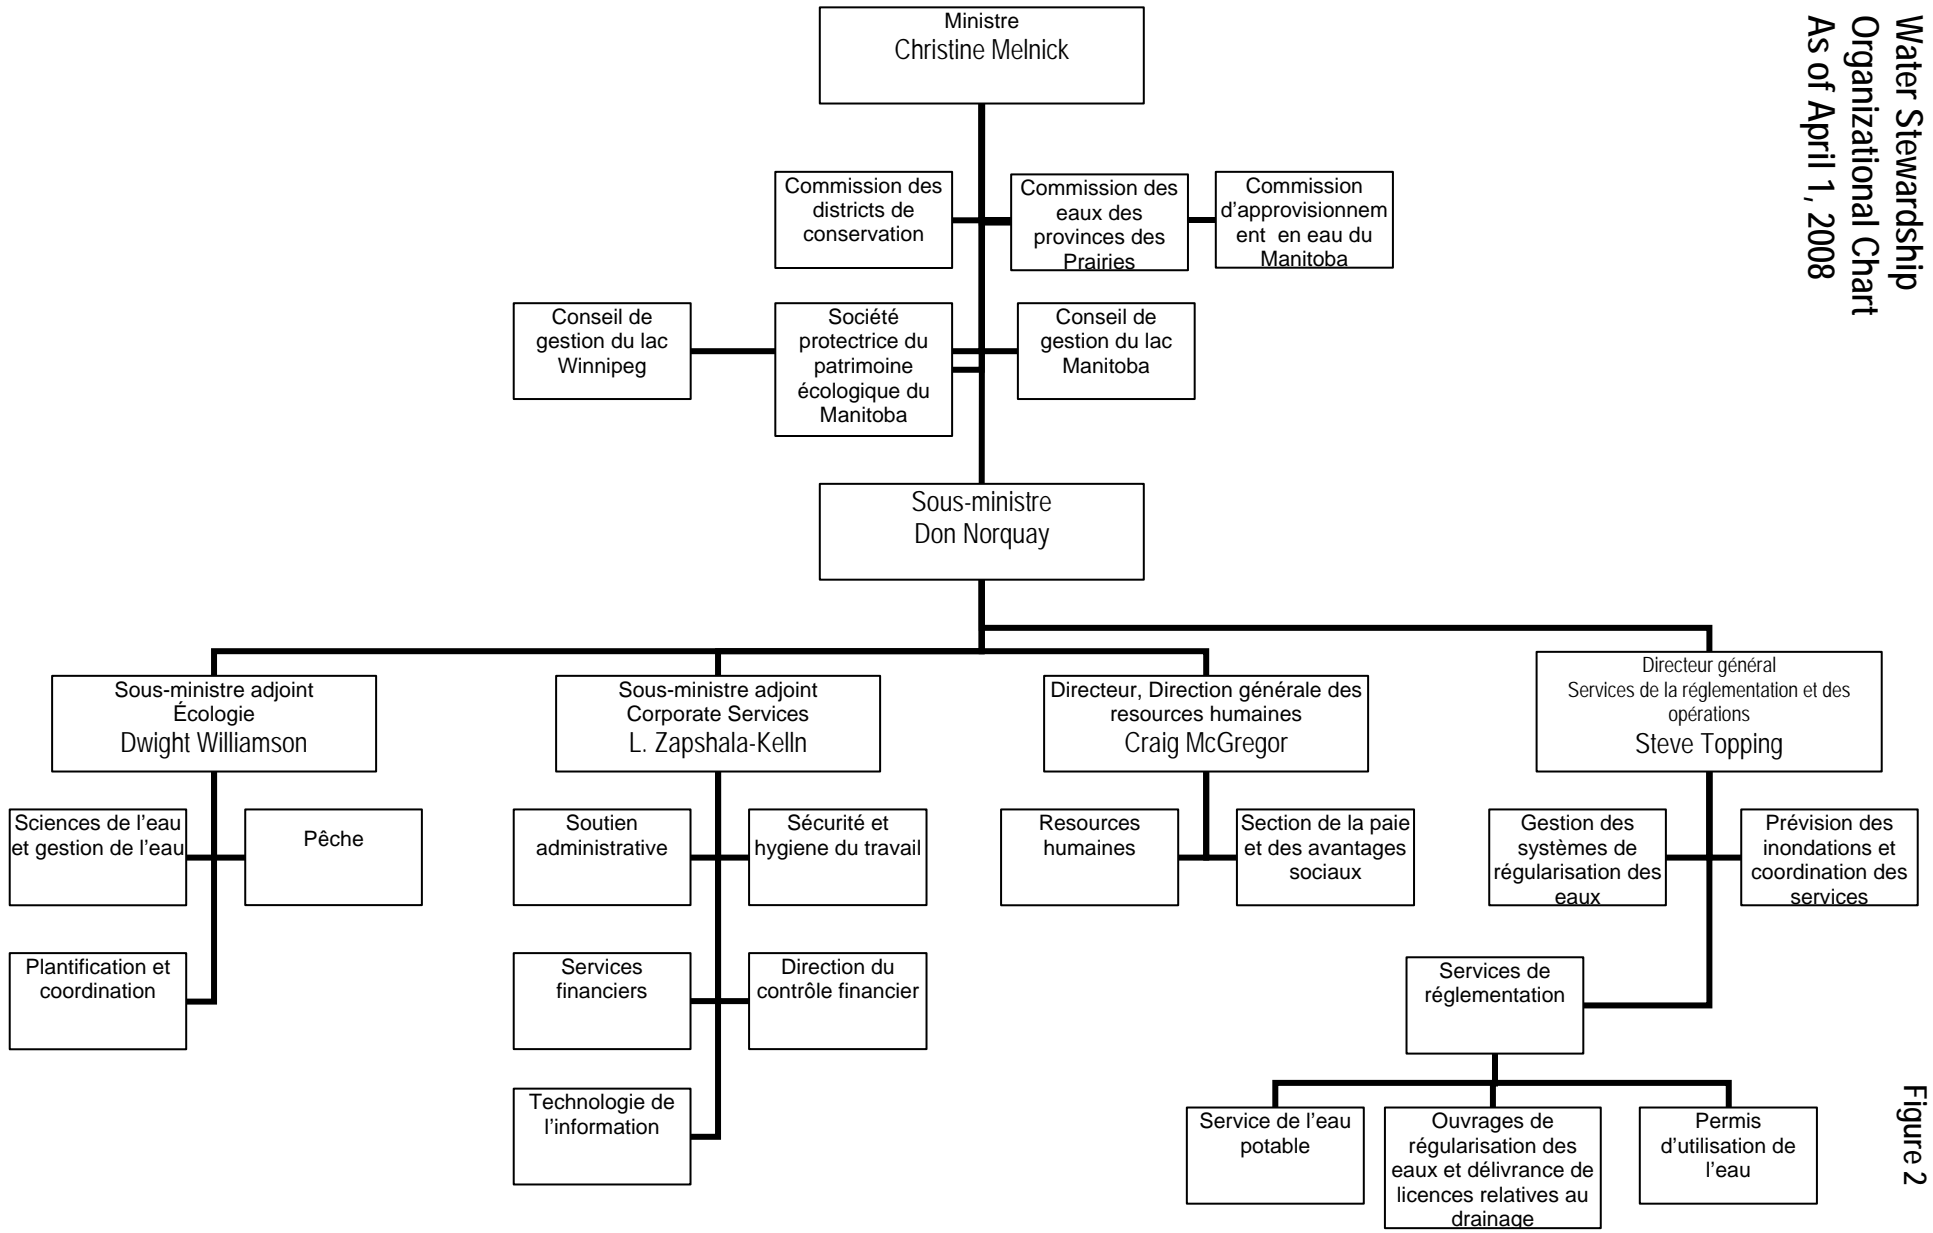 Water Stewardship
Organizational Chart
As of April 1, 2008
Ministre
Christine Melnick
Commission des
districts de
conservation
Commission des
eaux des
provinces des
Prairies
Commission
d'approvisionnem
ent en eau du
Manitoba
Conseil de
gestion du lac
Winnipeg
Société
protectrice du
patrimoine
écologique du
Manitoba
Conseil de
gestion du lac
Manitoba
Sous-ministre
Don Norquay
Sous-ministre adjoint
Écologie
Dwight Williamson
Sous-ministre adjoint
Corporate Services
L. Zapshala-Kelln
Directeur, Direction générale des
resources humaines
Craig McGregor
Directeur général
Services de la réglementation et des
opérations
Steve Topping
Sciences de l'eau
et gestion de l'eau
Pêche
Soutien
administrative
Sécurité et
hygiene du travail
Resources
humaines
Section de la paie
et des avantages
sociaux
Gestion des
systèmes de
régularisation des
eaux
Prévision des
inondations et
coordination des
services
Plantification et
coordination
Services
financiers
Direction du
contrôle financier
Services de
réglementation
Technologie de
l'information
Service de l'eau
potable
Ouvrages de
régularisation des
eaux et délivrance de
licences relatives au
drainage
Permis
d'utilisation de
l'eau
Figure 2